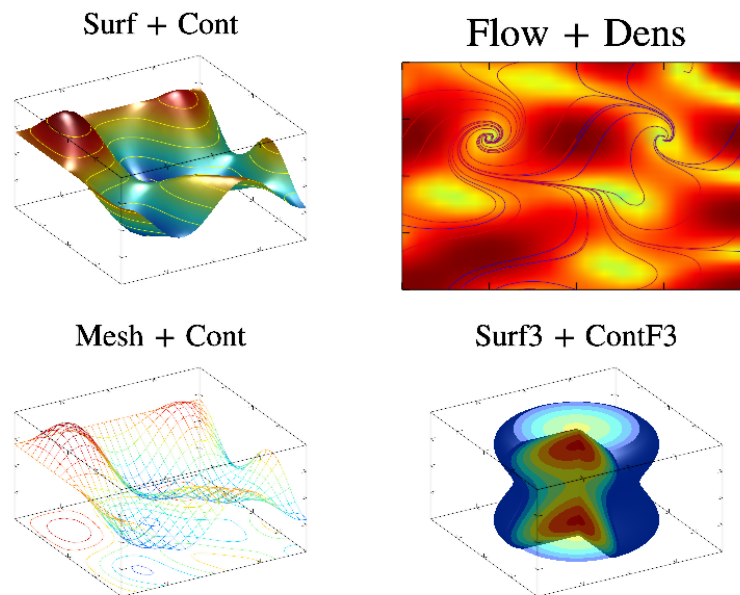 Surf + Cont
Flow + Dens
Mesh + Cont
Surf3 + ContF3